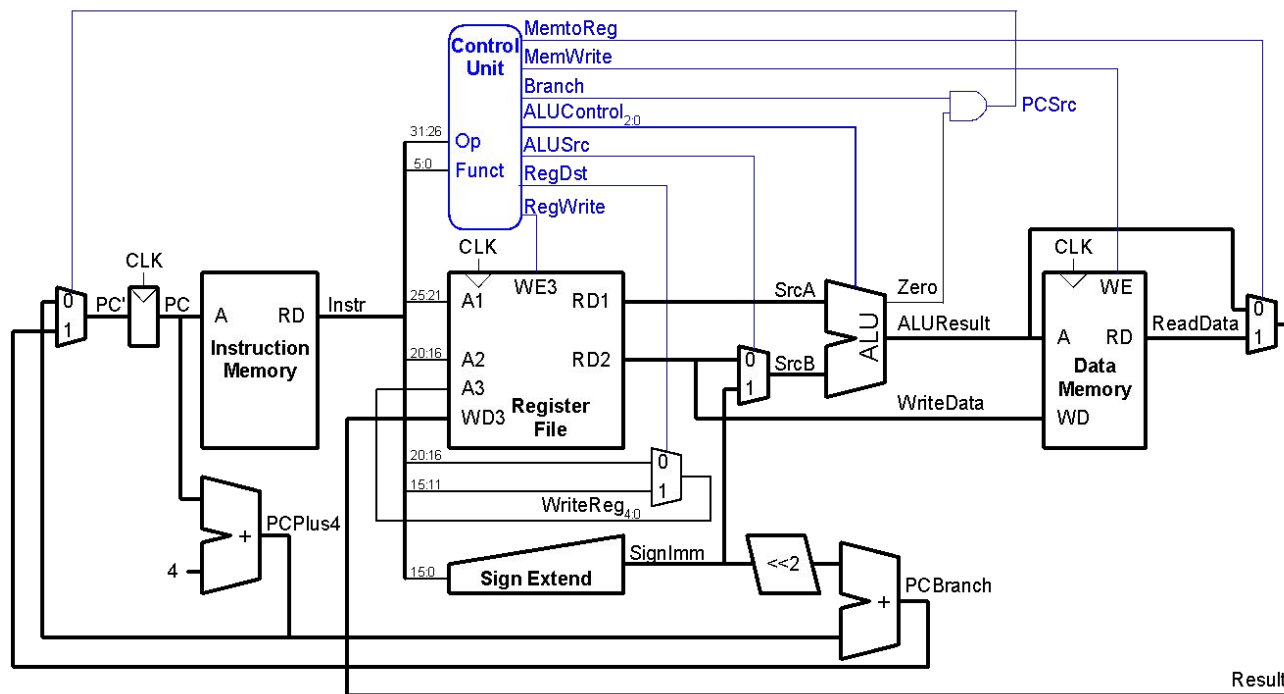 MemtoReg
Control Unit
MemWrite
Branch
PCSrc
ALUControl2:0
31:26
Op
ALUSrc
5:0
Funct
RegDst
RegWrite
CLK
CLK
CLK
0
1
PC'
PC
A
RD
Instruction Memory
Instr
25:21
A1
WE3
RD1
SrcA
Zero
WE
0
1
20:16
A2
RD2
0
1
SrcB
ALU
ALUResult
A
RD
ReadData
Data Memory
A3
WD3
Register File
WriteData
WD
20:16
0
15:11
1
WriteReg4:0
PCPlus4
+
4
15:0
Sign Extend
SignImm
<<2
+
PCBranch
Result